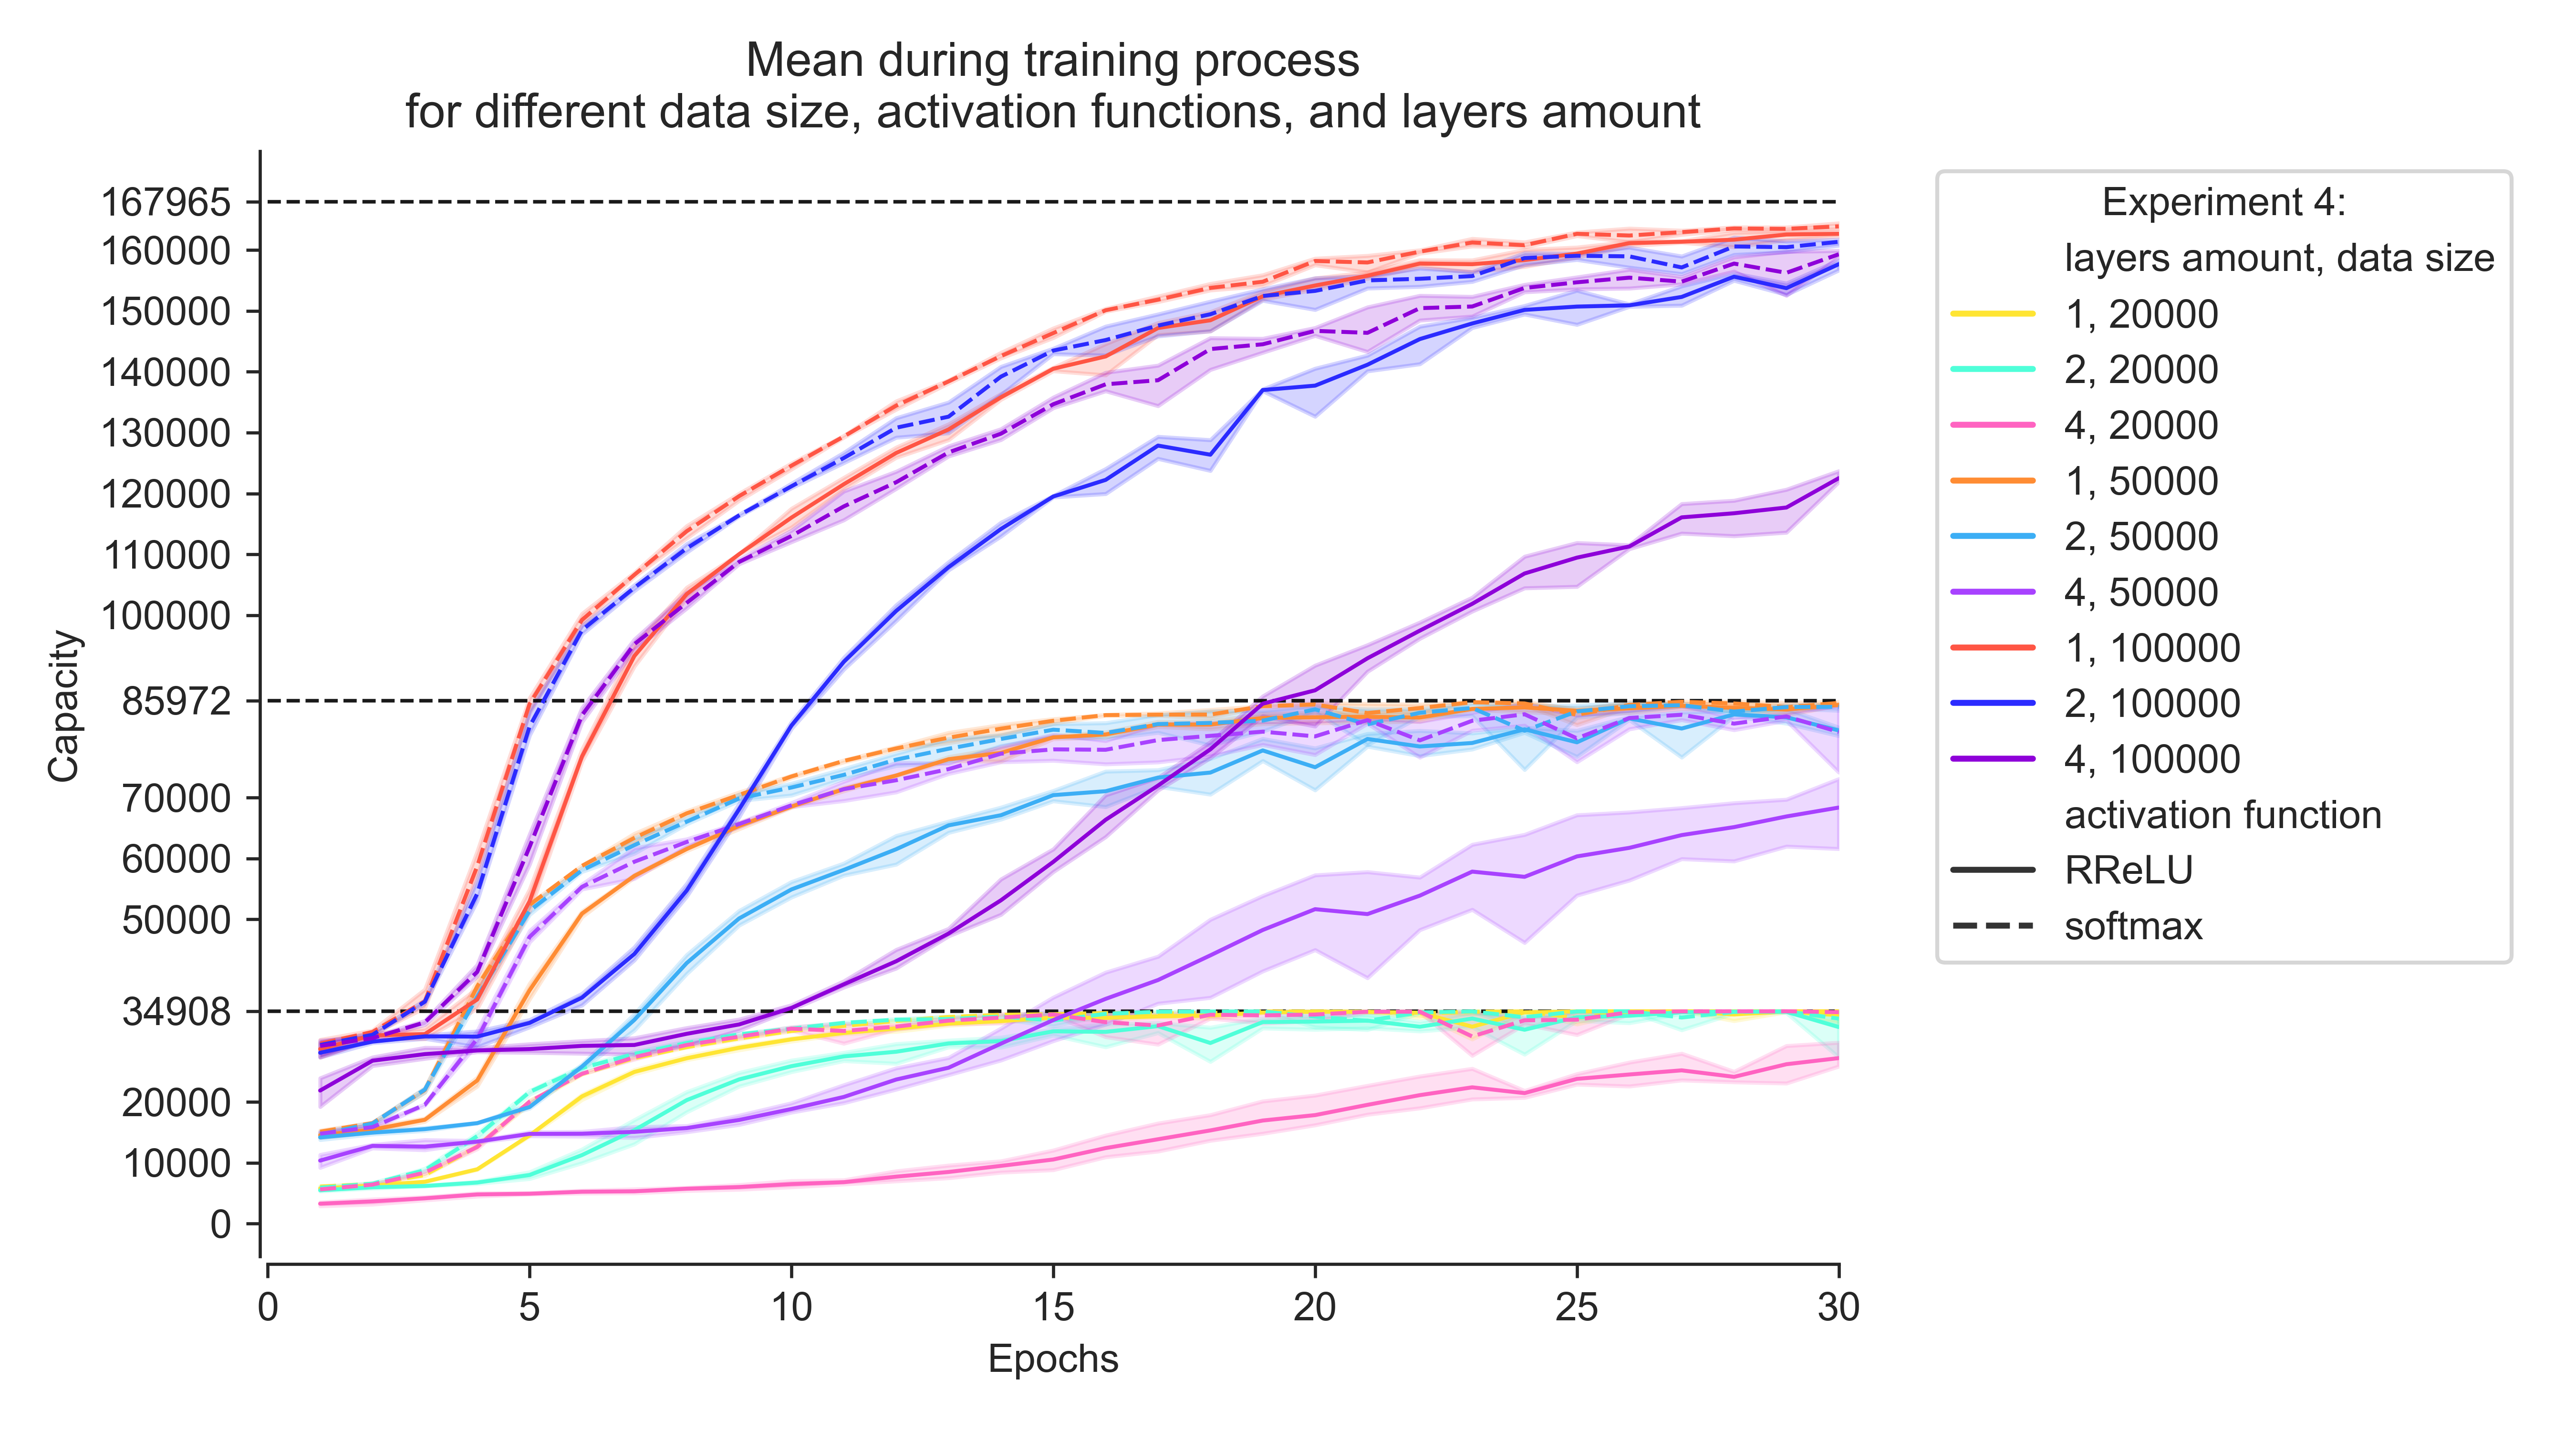 Mean during training process
for different data size, activation functions, and layers amount
Capacity
167965
160000
150000
140000
130000
120000
110000
100000
85972
70000
60000
50000
34908
20000
10000
0
0 5 10 15 20 25 30
Epochs
Experiment 4:
layers amount, data size
1, 20000
2, 20000
4, 20000
1, 50000
2, 50000
4, 50000
1, 100000
2, 100000
4, 100000
activation function
RReLU
softmax